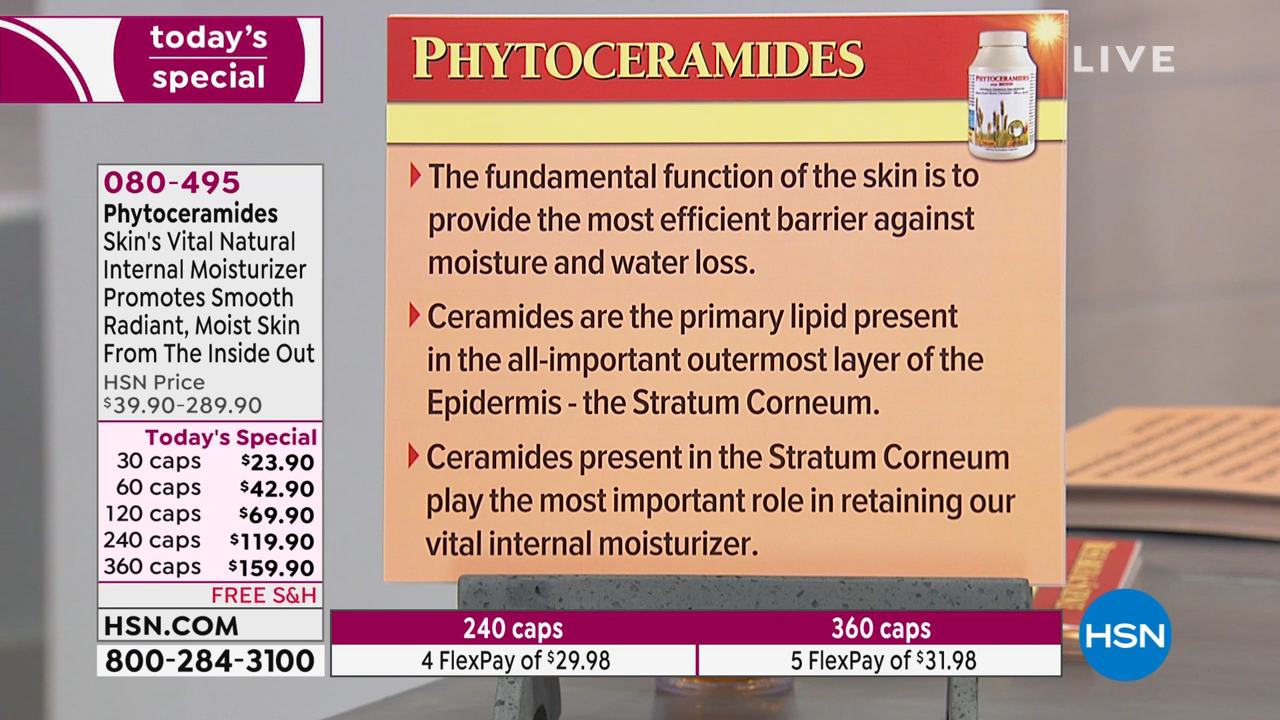 today's
special
080-495
Phytoceramides
Skin's Vital Natural
Internal Moisturizer
Promotes Smooth
Radiant, Moist Skin
From The Inside Out
HSN Price
$39.90-289.90
Today's Special
30 caps $23.90
60 caps $42.90
120 caps $69.90
240 caps $119.90
360 caps $159.90
FREE S&H
HSN.COM
800-284-3100
PHYTOCERAMIDES
PHYTOCERAMIDES
LIVE
The fundamental function of the skin is to
provide the most efficient barrier against
moisture and water loss.
Ceramides are the primary lipid present
in the all-important outermost layer of the
Epidermis - the Stratum Corneum.
Ceramides present in the Stratum Corneum
play the most important role in retaining our
vital internal moisturizer.
240 caps 360 caps
4 FlexPay of $29.98 5 FlexPay of $31.98
HSN